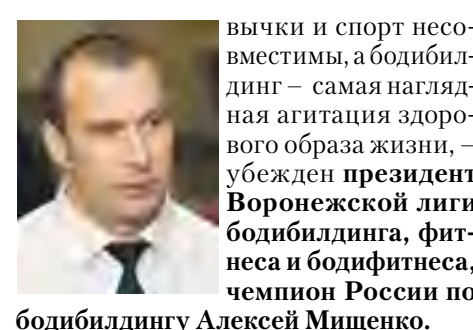 вычки и спорт несо-
вместимы, а бодибил-
динг – самая нагляд-
ная агитация здоро-
вого образа жизни, –
убежден президент
Воронежской лиги
бодибилдинга, фит-
неса и бодифитнеса,
чемпион России по
бодибилдингу Алексей Мищенко.